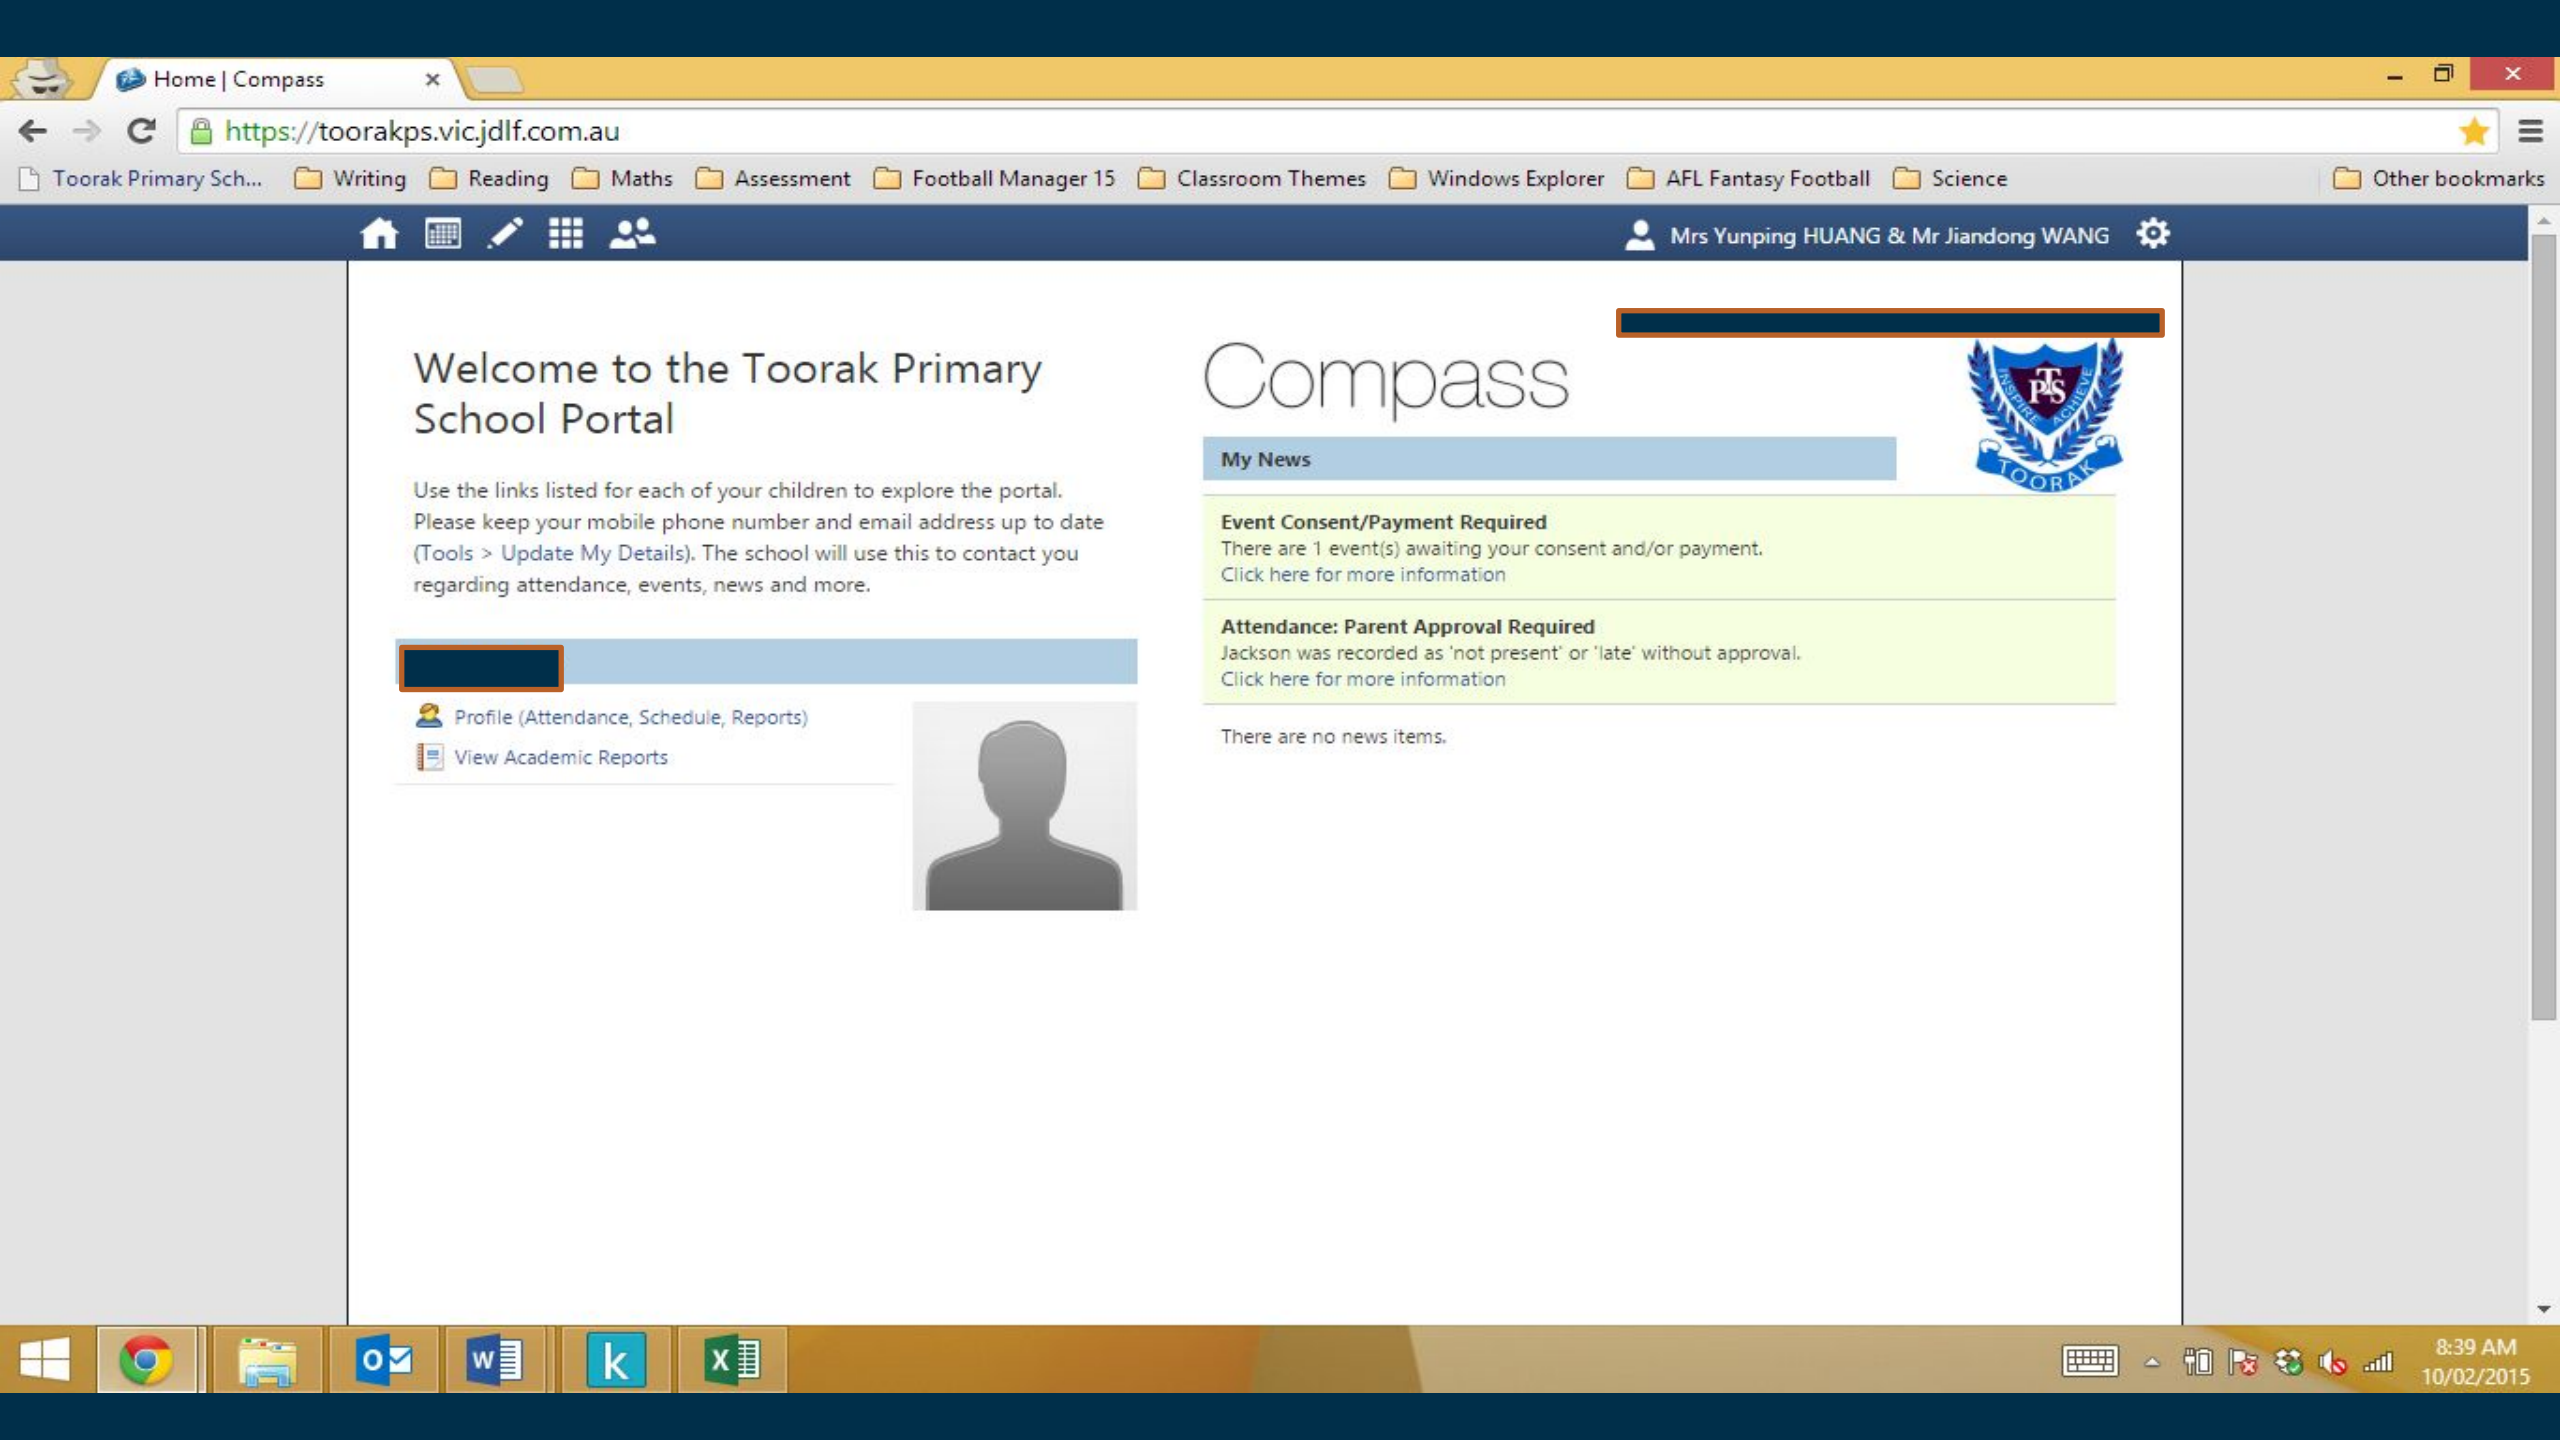 Home | Compass
https://toorakps.vic.jdlf.com.au
Toorak Primary Sch... Writing Reading Maths Assessment Football Manager 15 Classroom Themes Windows Explorer AFL Fantasy Football Science Other bookmarks
Mrs Yunping HUANG & Mr Jiandong WANG
Welcome to the Toorak Primary
School Portal
Use the links listed for each of your children to explore the portal.
Please keep your mobile phone number and email address up to date
(Tools > Update My Details). The school will use this to contact you
regarding attendance, events, news and more.
Profile (Attendance, Schedule, Reports)
View Academic Reports
Compass
PTS
INSPIRE ACHIEVE
TOORAK
My News
Event Consent/Payment Required
There are 1 event(s) awaiting your consent and/or payment.
Click here for more information
Attendance: Parent Approval Required
Jackson was recorded as 'not present' or 'late' without approval.
Click here for more information
There are no news items.
8:39 AM
10/02/2015